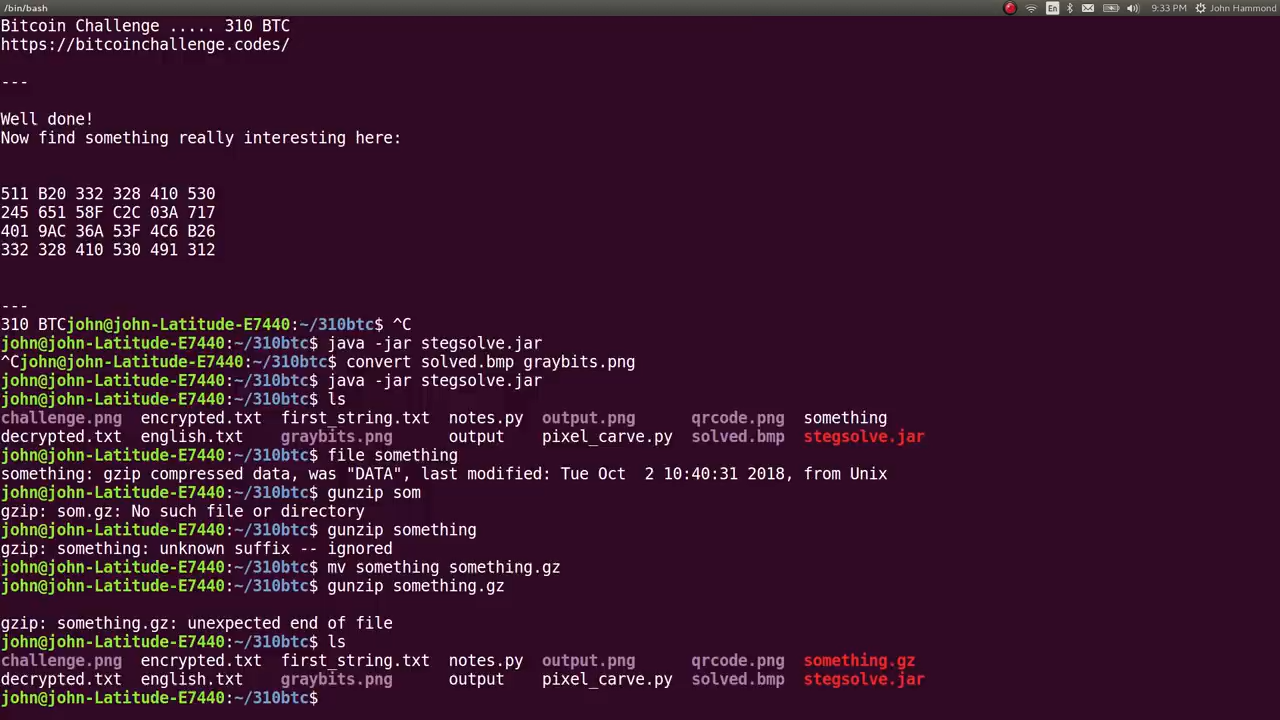 /bin/bash
En 9:33 PM John Hammond
Bitcoin Challenge ..... 310 BTC
https://bitcoinchallenge.codes/
---
Well done!
Now find something really interesting here:
511 B20 332 328 410 530
245 651 58F C2C 03A 717
401 9AC 36A 53F 4C6 B26
332 328 410 530 491 312
---
310 BTCjohn@john-Latitude-E7440:~/310btc$ ^C
john@john-Latitude-E7440:~/310btc$ java -jar stegsolve.jar
^Cjohn@john-Latitude-E7440:~/310btc$ convert solved.bmp graybits.png
john@john-Latitude-E7440:~/310btc$ java -jar stegsolve.jar
john@john-Latitude-E7440:~/310btc$ ls
challenge.png  encrypted.txt  first_string.txt  notes.py  output.png  qrcode.png  something
decrypted.txt  english.txt  graybits.png  output  pixel_carve.py  solved.bmp  stegsolve.jar
john@john-Latitude-E7440:~/310btc$ file something
something: gzip compressed data, was "DATA", last modified: Tue Oct  2 10:40:31 2018, from Unix
john@john-Latitude-E7440:~/310btc$ gunzip som
gzip: som.gz: No such file or directory
john@john-Latitude-E7440:~/310btc$ gunzip something
gzip: something: unknown suffix -- ignored
john@john-Latitude-E7440:~/310btc$ mv something something.gz
john@john-Latitude-E7440:~/310btc$ gunzip something.gz
gzip: something.gz: unexpected end of file
john@john-Latitude-E7440:~/310btc$ ls
challenge.png  encrypted.txt  first_string.txt  notes.py  output.png  qrcode.png  something.gz
decrypted.txt  english.txt  graybits.png  output  pixel_carve.py  solved.bmp  stegsolve.jar
john@john-Latitude-E7440:~/310btc$